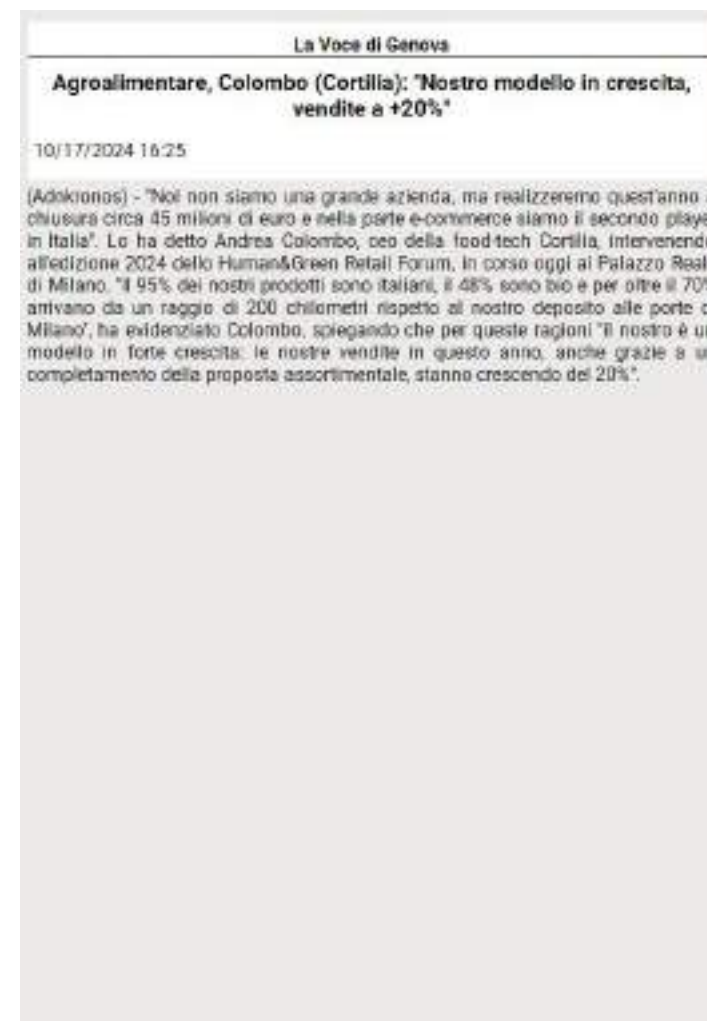 La Voce di Genova
Agroalimentare, Colombo (Cortilia): "Nostro modello in crescita,
vendite a +20%"
10/17/2024 16:25
(Adnkronos) - "Noi non siamo una grande azienda, ma realizzeremo quest'anno a
chiusura circa 45 milioni di euro e nella parte e-commerce siamo il secondo playe
in Italia". Lo ha detto Andrea Colombo, ceo della food-tech Cortilia, intervenend
all'edizione 2024 dello Human&Green Retail Forum, in corso oggi al Palazzo Real
di Milano. "Il 95% dei nostri prodotti sono italiani, il 48% sono bio e per oltre il 70%
arrivano da un raggio di 200 chilometri rispetto al nostro deposito alle porte d
Milano", ha evidenziato Colombo, spiegando che per queste ragioni "il nostro è un
modello in forte crescita: le nostre vendite in questo anno, anche grazie a un
completamento della proposta assortimentale, stanno crescendo del 20%".